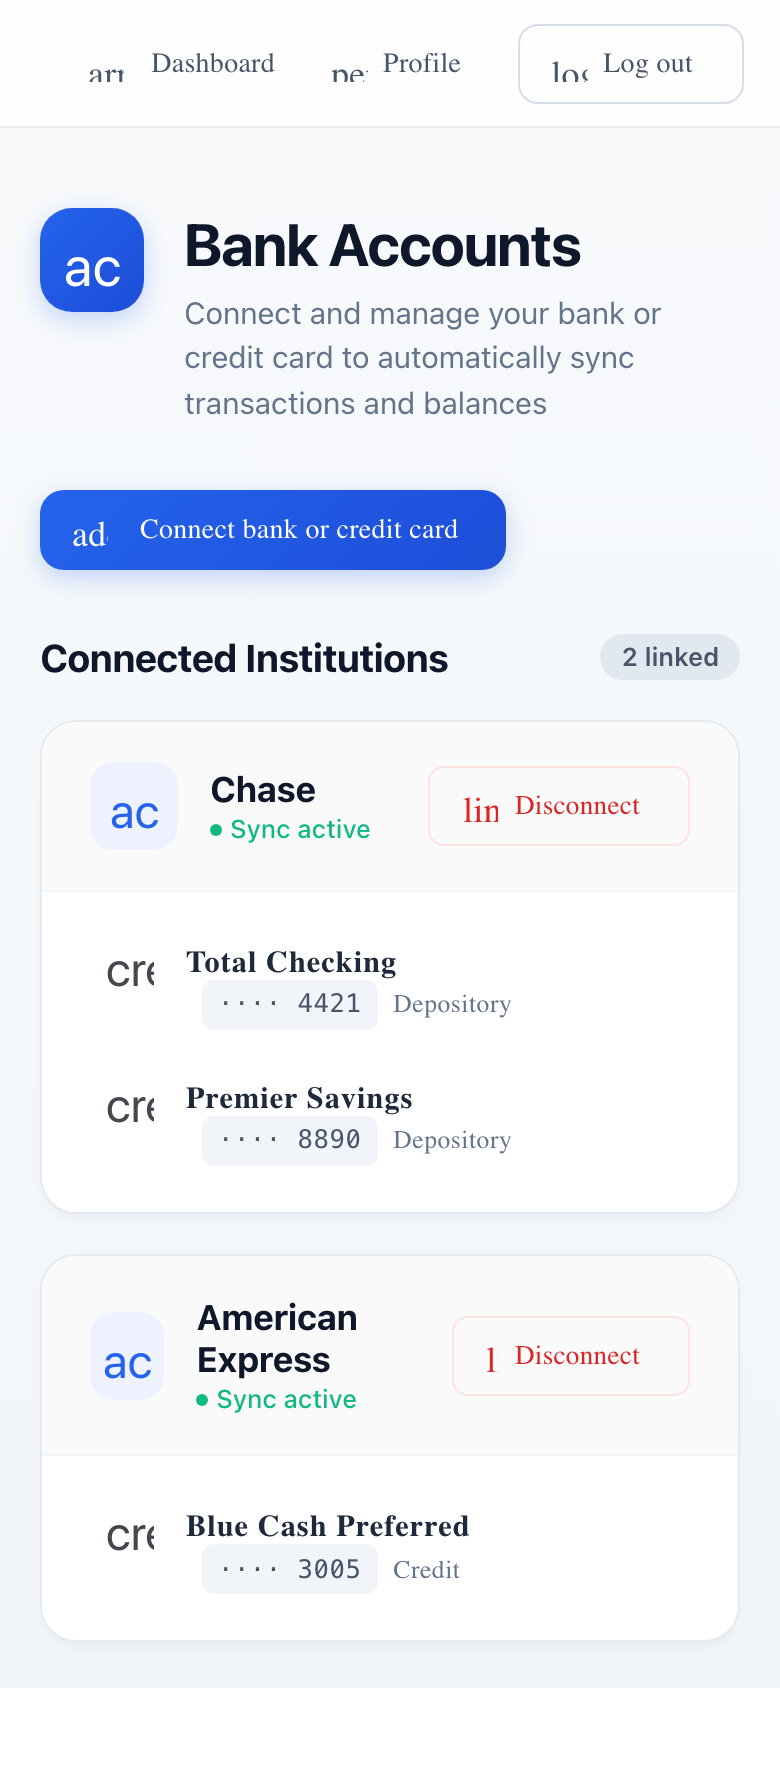 arr Dashboard per Profile log Log out
ac Bank Accounts
Connect and manage your bank or
credit card to automatically sync
transactions and balances
ad Connect bank or credit card
Connected Institutions 2 linked
ac Chase
Sync active
lin Disconnect
cre Total Checking
···· 4421 Depository
cre Premier Savings
···· 8890 Depository
ac American
Express
Sync active
l Disconnect
cre Blue Cash Preferred
···· 3005 Credit